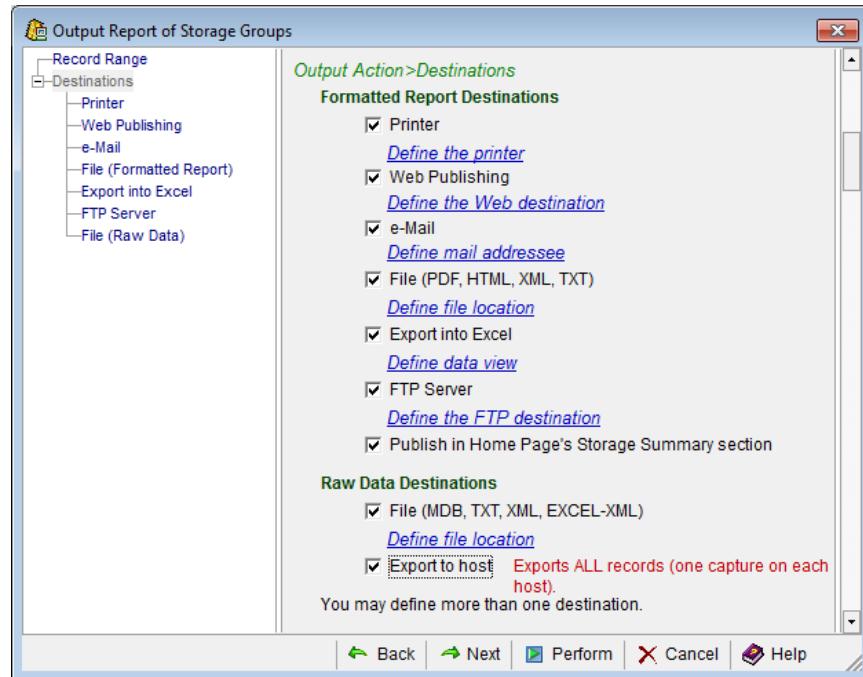 Output Report of Storage Groups
Record Range
Destinations
Printer
Web Publishing
e-Mail
File (Formatted Report)
Export into Excel
FTP Server
File (Raw Data)
Output Action>Destinations
Formatted Report Destinations
Printer
Define the printer
Web Publishing
Define the Web destination
e-Mail
Define mail addressee
File (PDF, HTML, XML, TXT)
Define file location
Export into Excel
Define data view
FTP Server
Define the FTP destination
Publish in Home Page's Storage Summary section
Raw Data Destinations
File (MDB, TXT, XML, EXCEL-XML)
Define file location
Export to host Exports ALL records (one capture on each
host).
You may define more than one destination.
Back Next Perform Cancel Help